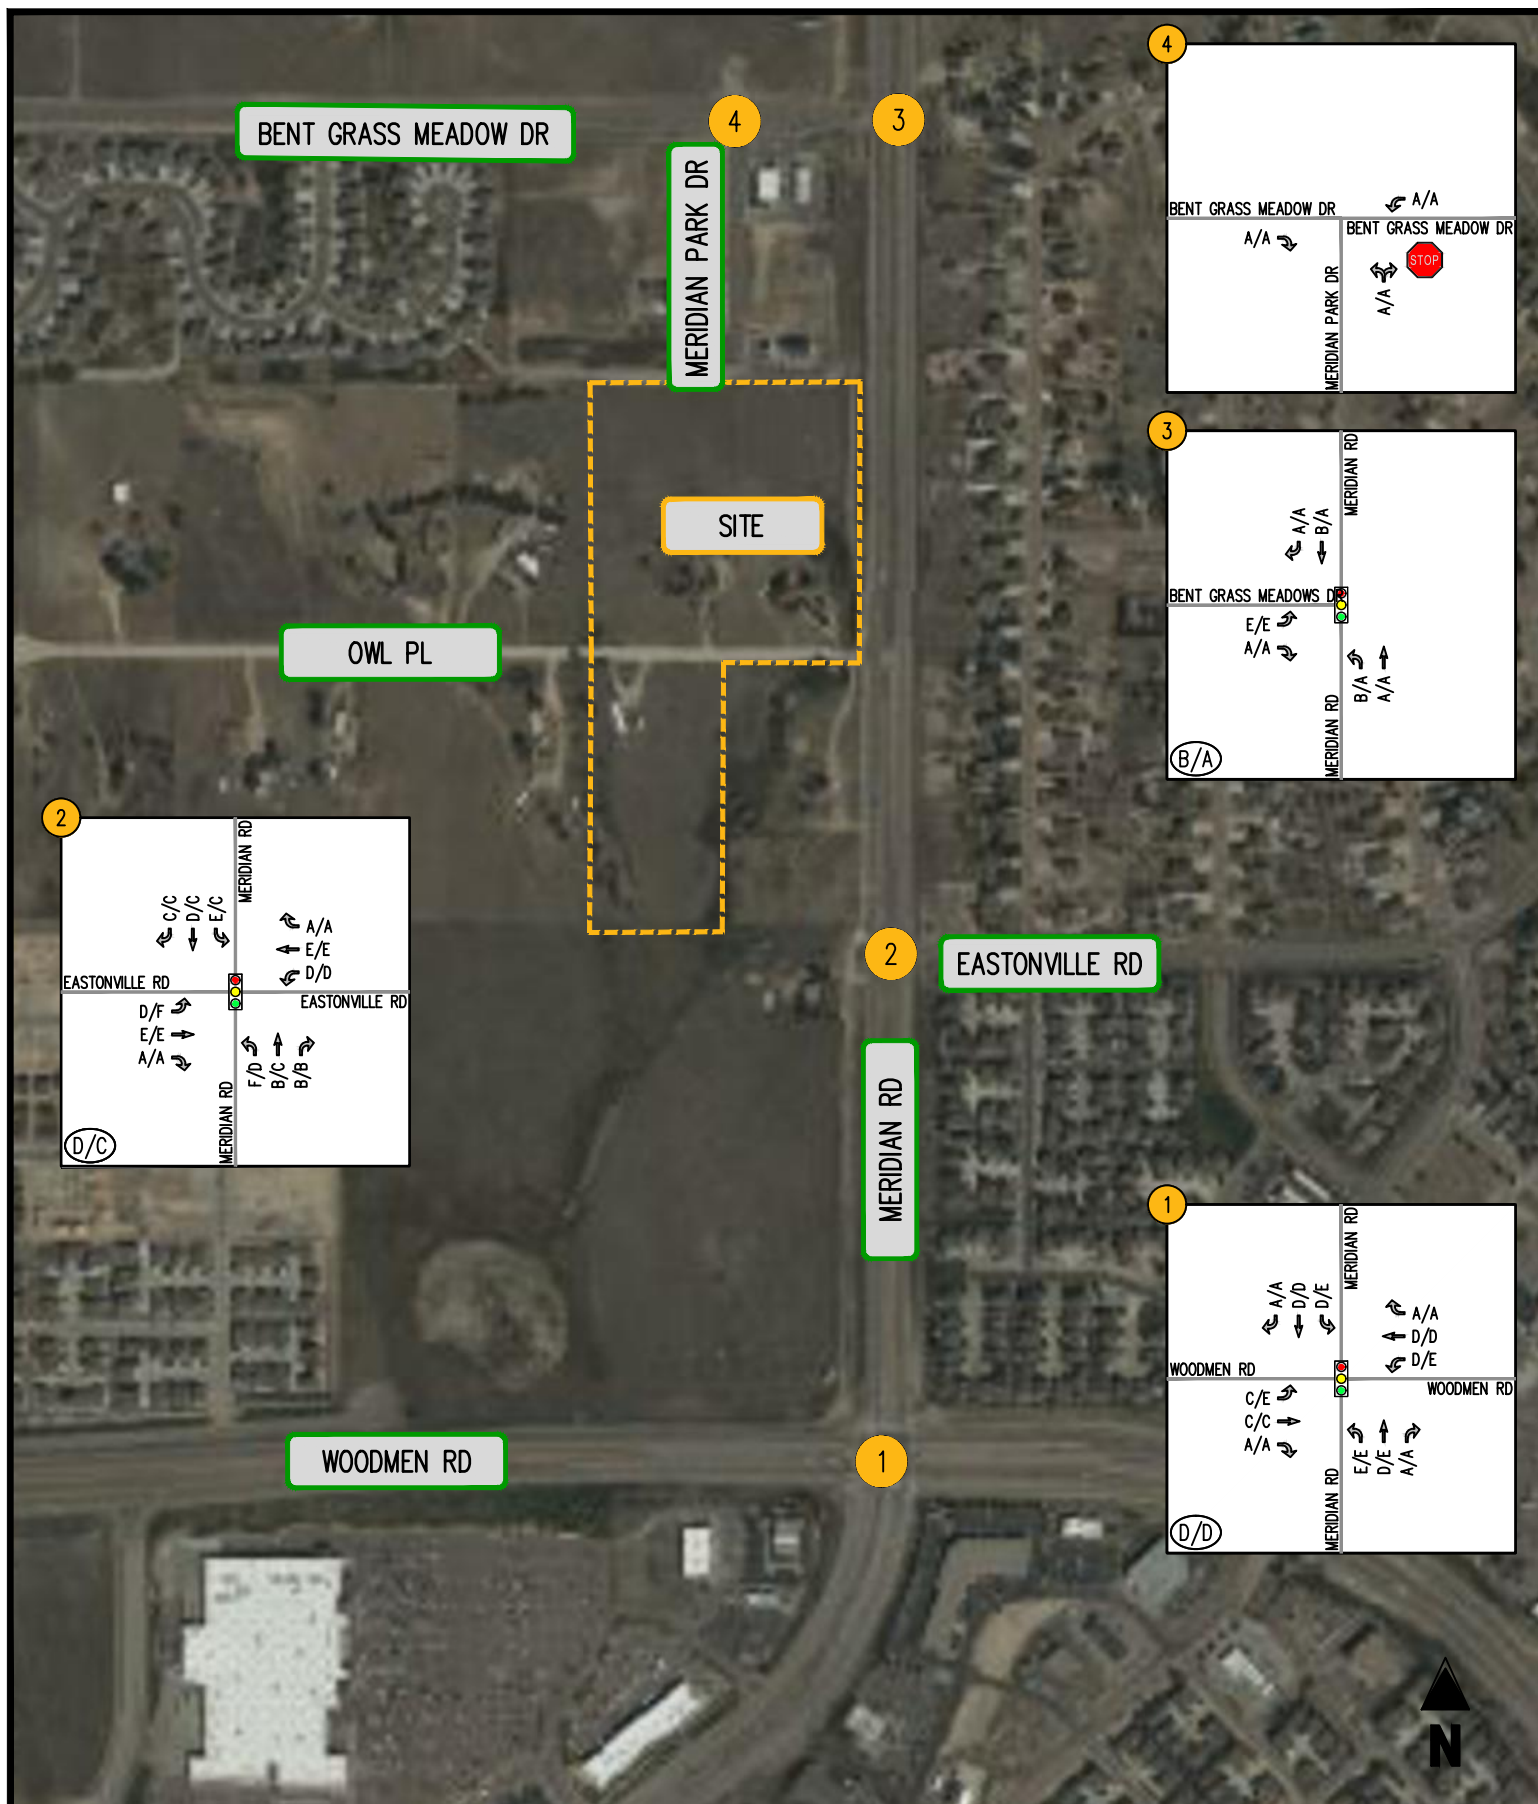 BENT GRASS MEADOW DR
4
3
MERIDIAN PARK DR
SITE
OWL PL
2
EASTONVILLE RD
MERIDIAN RD
WOODMEN RD
1
N
4
BENT GRASS MEADOW DR
A/A
A/A
BENT GRASS MEADOW DR
STOP
A/A
MERIDIAN PARK DR
3
MERIDIAN RD
A/A
B/A
BENT GRASS MEADOWS DR
E/E
A/A
B/A
A/A
MERIDIAN RD
B/A
2
MERIDIAN RD
C/C
D/C
E/C
A/A
E/E
D/D
EASTONVILLE RD
EASTONVILLE RD
D/F
E/E
A/A
F/D
B/C
B/B
MERIDIAN RD
D/C
1
MERIDIAN RD
A/A
D/D
D/E
A/A
D/D
D/E
WOODMEN RD
WOODMEN RD
C/E
C/C
A/A
E/E
D/E
A/A
MERIDIAN RD
D/D